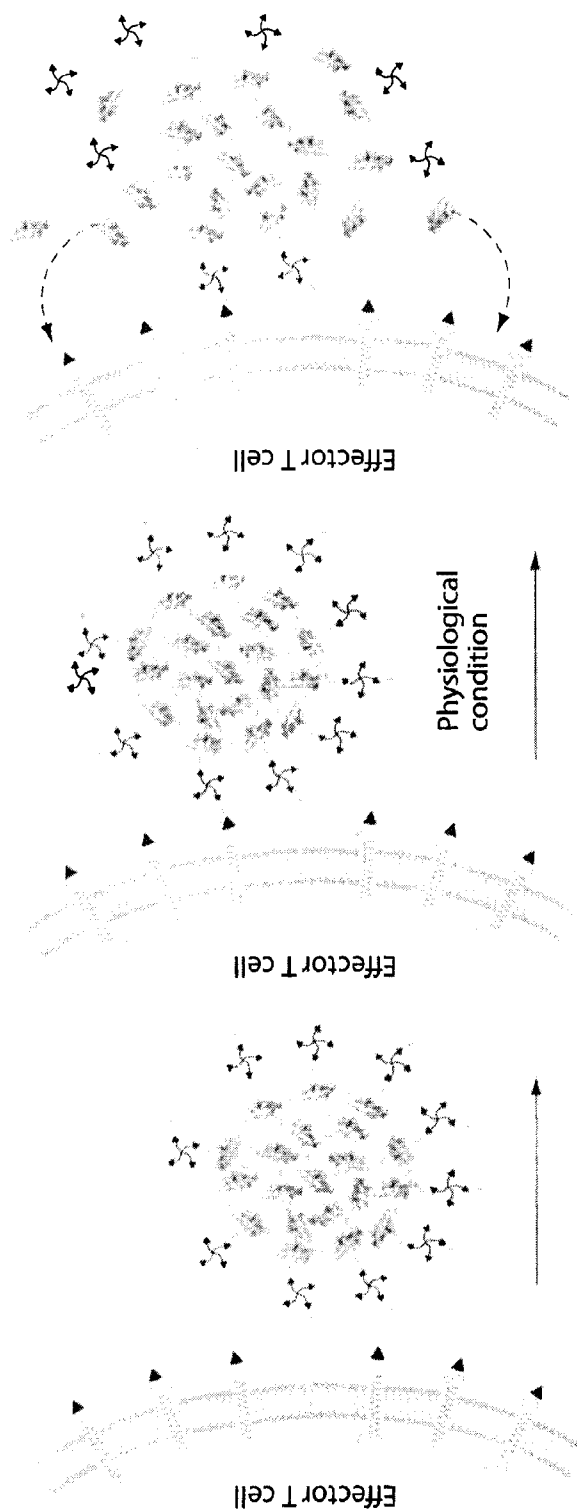 Effector T cell
Effector T cell
Physiological
condition
Effector T cell